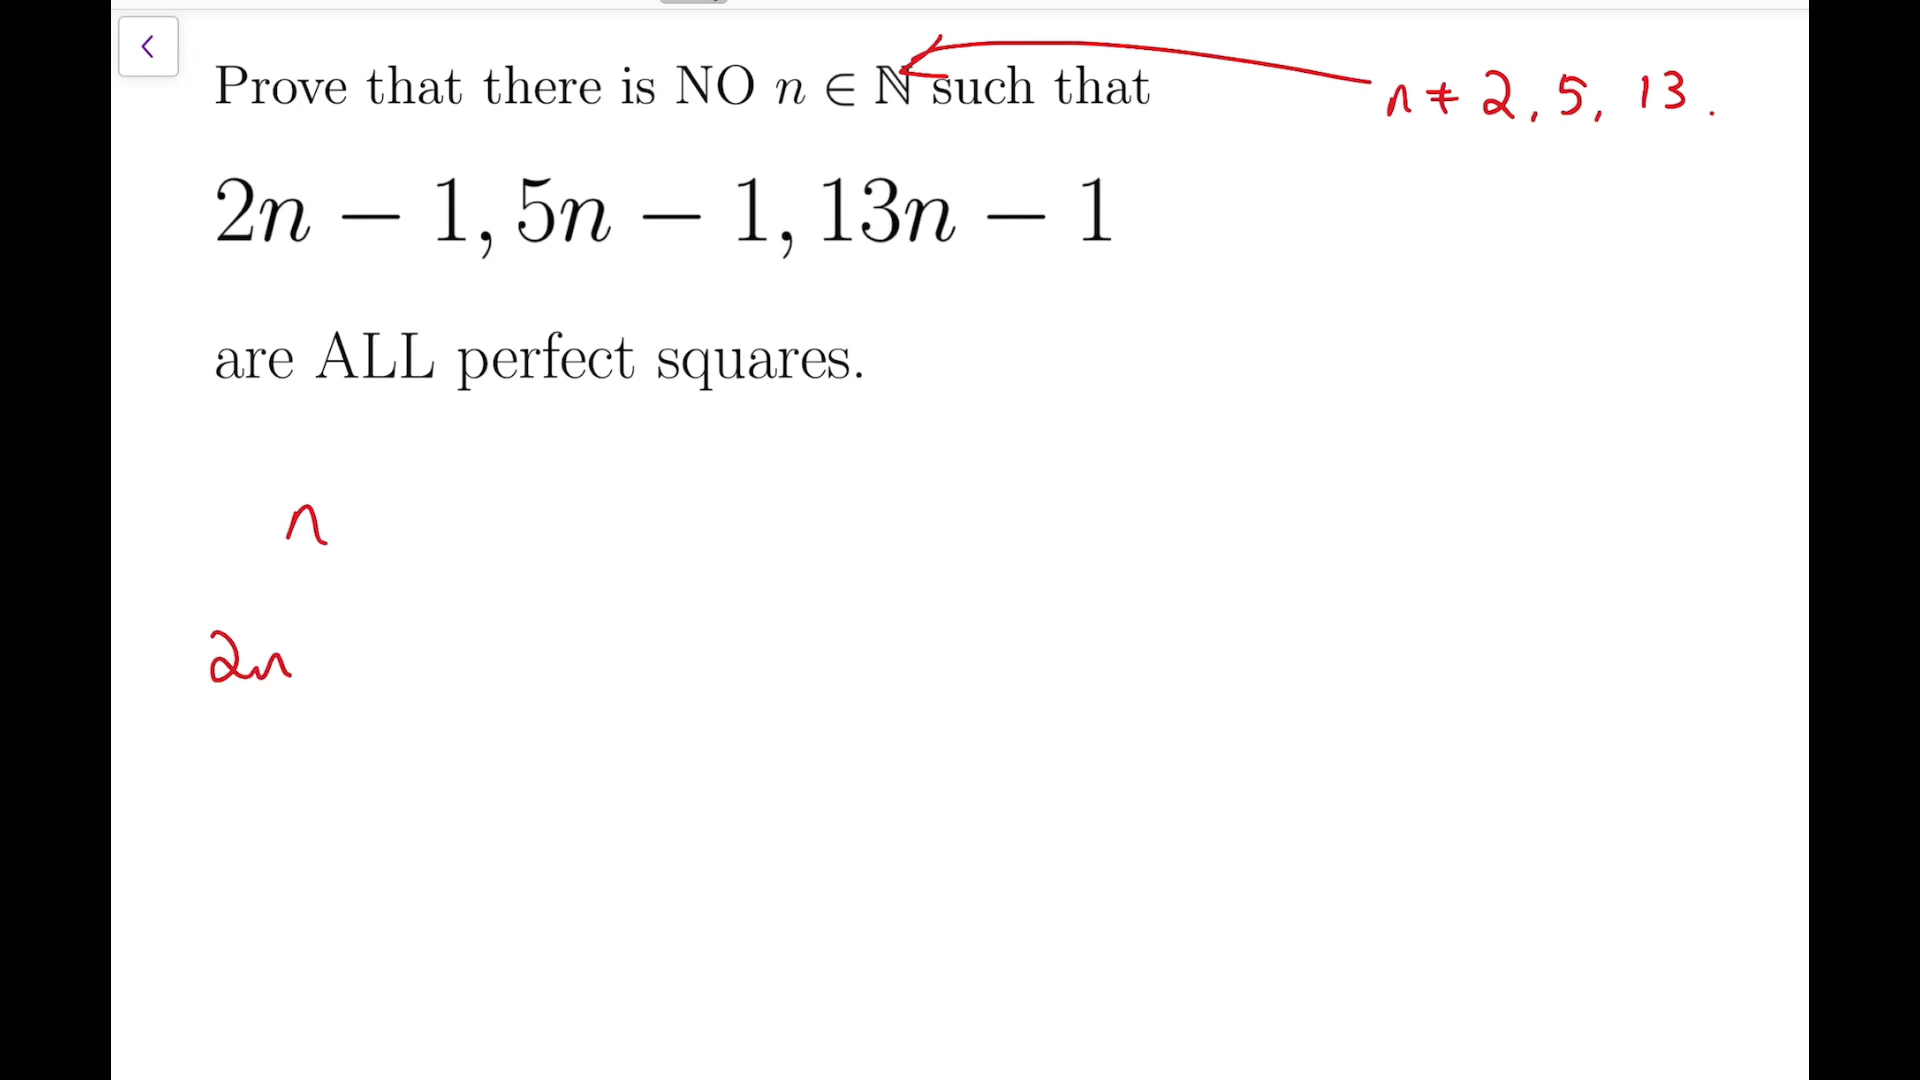 Prove that there is NO n ∈ ℕ such that
n ≠ 2, 5, 13.
2n − 1, 5n − 1, 13n − 1
are ALL perfect squares.
n
2n